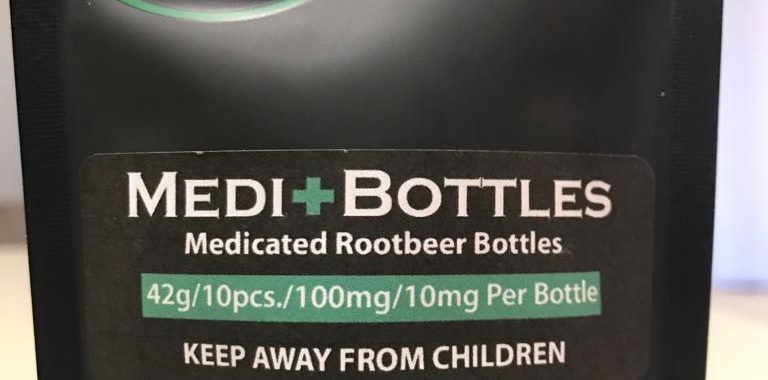 MEDI+BOTTLES
Medicated Rootbeer Bottles
42g/10pcs./100mg/10mg Per Bottle
KEEP AWAY FROM CHILDREN